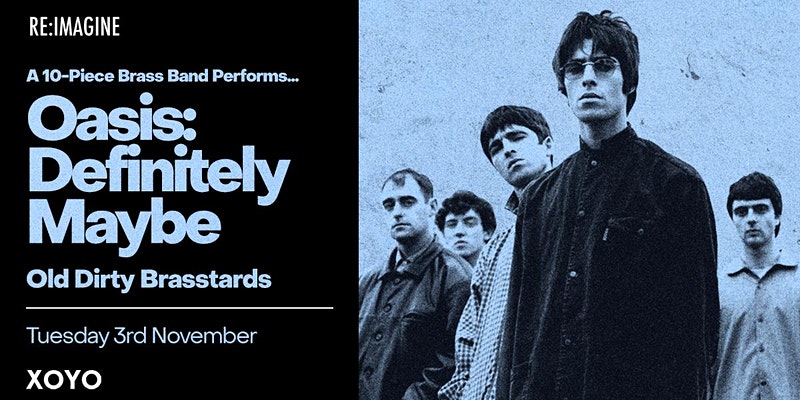 RE:IMAGINE
A 10-Piece Brass Band Performs...
Oasis:
Definitely
Maybe
Old Dirty Brasstards
Tuesday 3rd November
XOYO